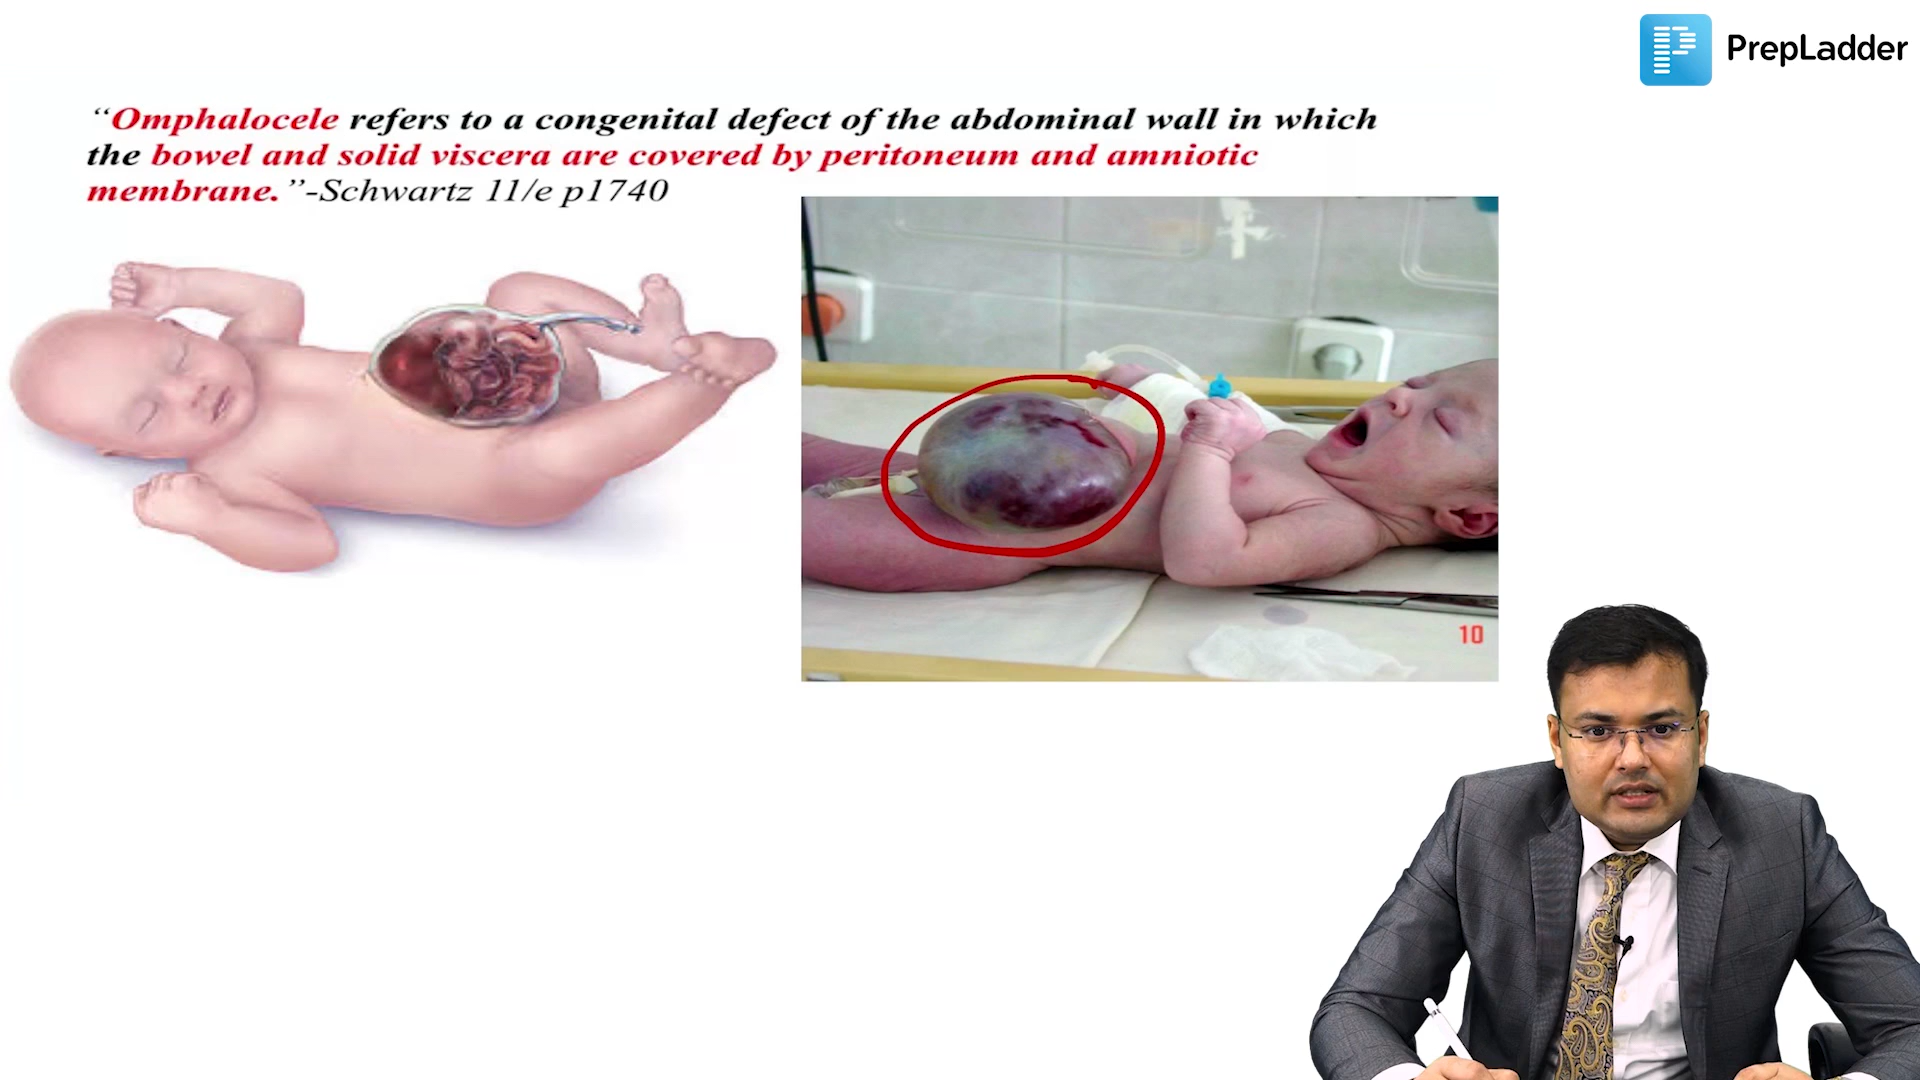 PrepLadder
“Omphalocele refers to a congenital defect of the abdominal wall in which
the bowel and solid viscera are covered by peritoneum and amniotic
membrane.”-Schwartz 11/e p1740
10